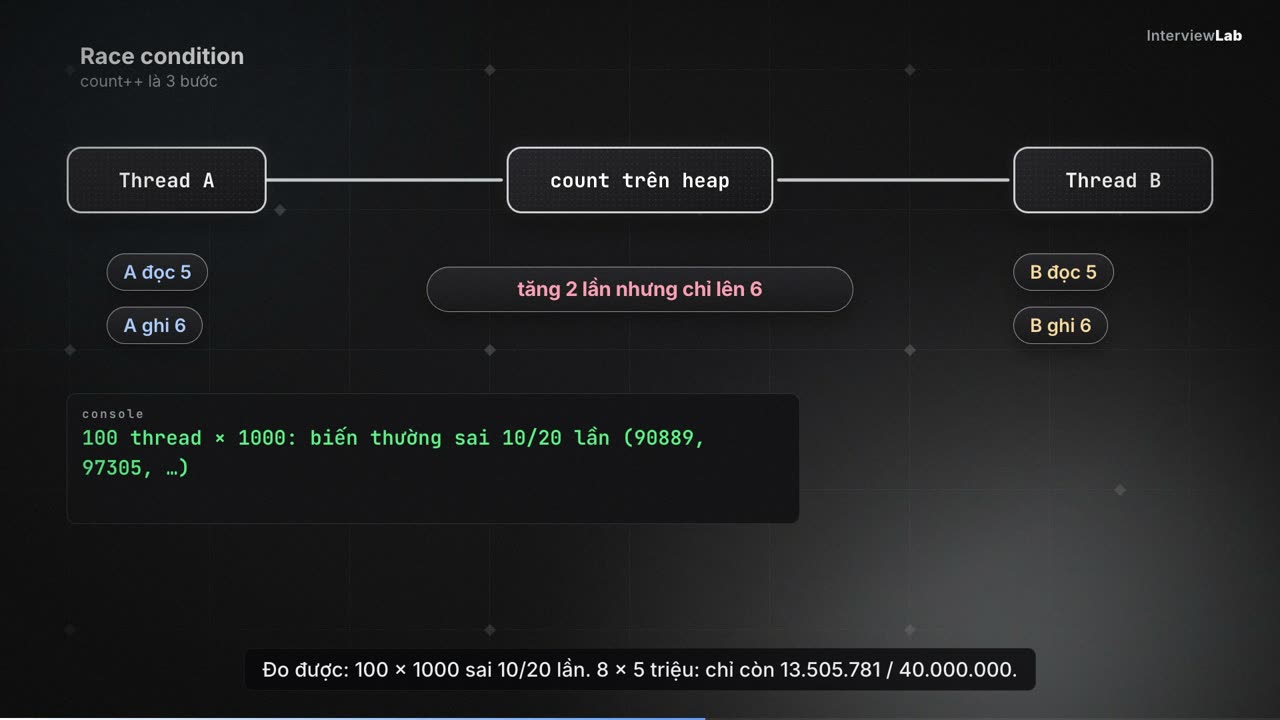 Race condition
count++ là 3 bước
InterviewLab
Thread A
count trên heap
Thread B
A đọc 5
A ghi 6
tăng 2 lần nhưng chỉ lên 6
B đọc 5
B ghi 6
console
100 thread × 1000: biến thường sai 10/20 lần (90889,
97305, …)
Đo được: 100 × 1000 sai 10/20 lần. 8 × 5 triệu: chỉ còn 13.505.781 / 40.000.000.